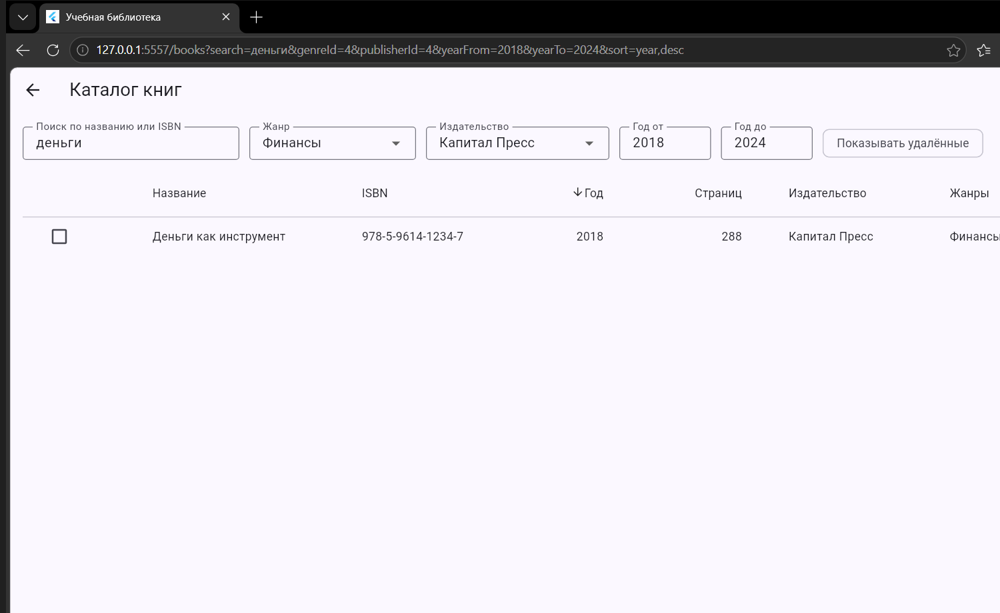 Учебная библиотека
127.0.0.1:5557/books?search=деньги&genreId=4&publisherId=4&yearFrom=2018&yearTo=2024&sort=year,desc
Каталог книг
Поиск по названию или ISBN Жанр Издательство Год от Год до
деньги Финансы Капитал Пресс 2018 2024 Показывать удалённые
Название ISBN Год Страниц Издательство Жанры
Деньги как инструмент 978-5-9614-1234-7 2018 288 Капитал Пресс Финансы